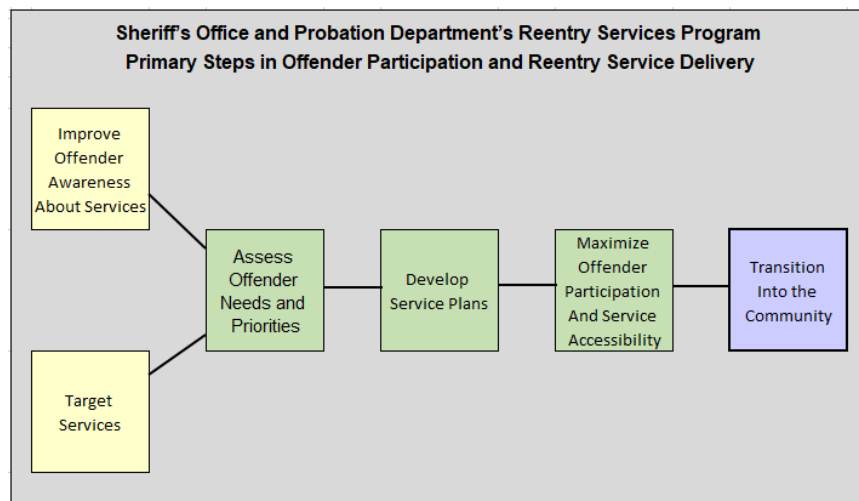 Sheriff's Office and Probation Department's Reentry Services Program
Primary Steps in Offender Participation and Reentry Service Delivery
Improve
Offender
Awareness
About Services
Target
Services
Assess
Offender
Needs and
Priorities
Develop
Service Plans
Maximize
Offender
Participation
And Service
Accessibility
Transition
Into the
Community